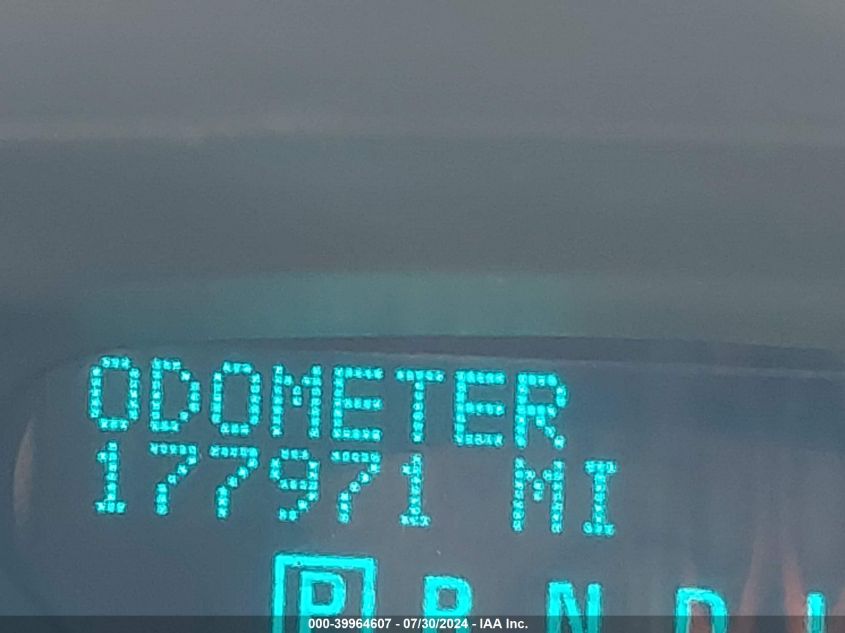 ODOMETER
177971 MI
P R N D
000-39964607 - 07/30/2024 - IAA Inc.